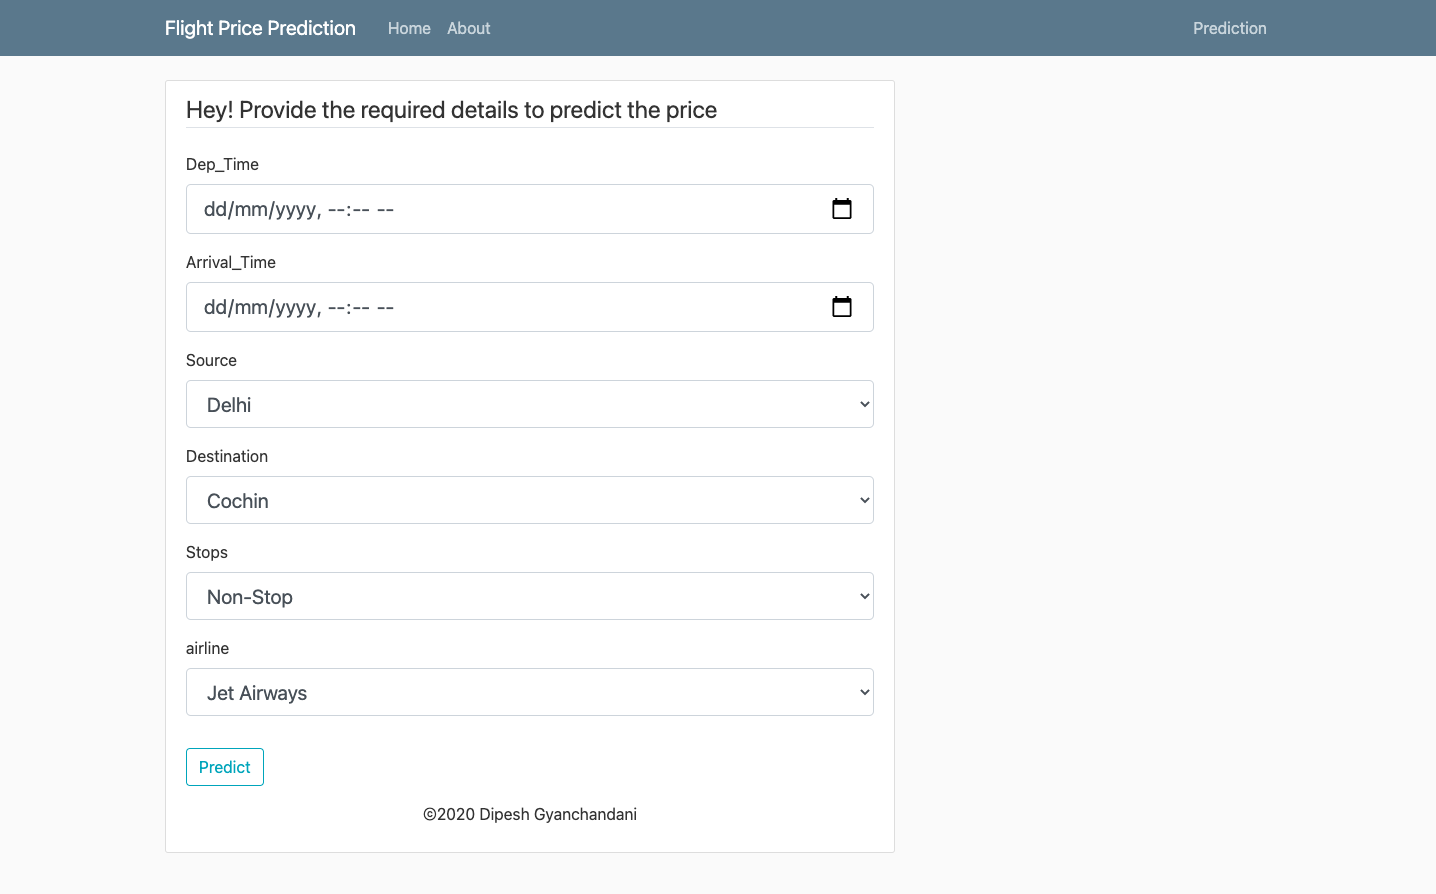 Flight Price Prediction Home About Prediction
Hey! Provide the required details to predict the price
Dep_Time
dd/mm/yyyy, --:-- --
Arrival_Time
dd/mm/yyyy, --:-- --
Source
Delhi
Destination
Cochin
Stops
Non-Stop
airline
Jet Airways
Predict
©2020 Dipesh Gyanchandani